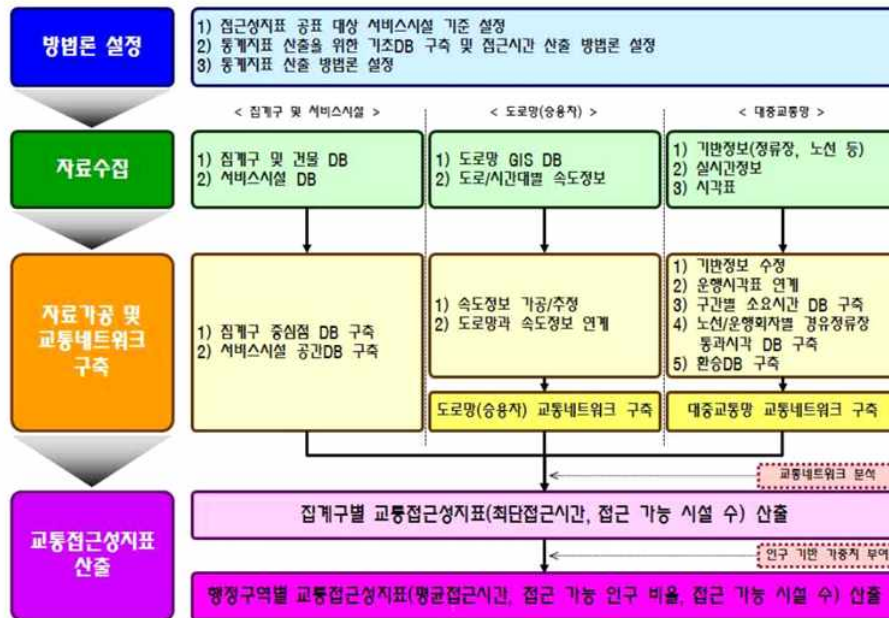 방법론 설정
1) 접근성지표 공표 대상 서비스시설 기준 설정
2) 통계지표 산출을 위한 기초DB 구축 및 접근시간 산출 방법론 설정
3) 통계지표 산출 방법론 설정
< 집계구 및 서비스시설 >
< 도로망(승용차) >
< 대중교통망 >
자료수집
1) 집계구 및 건물 DB
2) 서비스시설 DB
1) 도로망 GIS DB
2) 도로/시간대별 속도정보
1) 기반정보(정류장, 노선 등)
2) 실시간정보
3) 시각표
자료가공 및
교통네트워크
구축
1) 집계구 중심점 DB 구축
2) 서비스시설 공간DB 구축
1) 속도정보 가공/추정
2) 도로망과 속도정보 연계
도로망(승용차) 교통네트워크 구축
1) 기반정보 수정
2) 운행시각표 연계
3) 구간별 소요시간 DB 구축
4) 노선/운행회차별 경유정류장
통과시각 DB 구축
5) 환승DB 구축
대중교통망 교통네트워크 구축
교통네트워크 분석
교통접근성지표
산출
집계구별 교통접근성지표(최단접근시간, 접근 가능 시설 수) 산출
인구 기반 가중치 부여
행정구역별 교통접근성지표(평균접근시간, 접근 가능 인구 비율, 접근 가능 시설 수) 산출